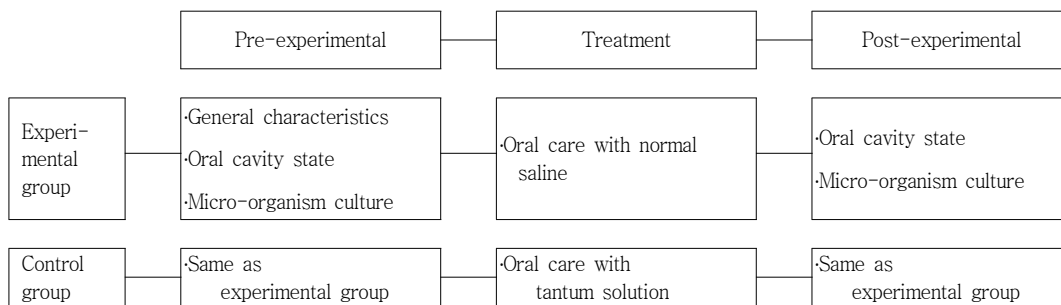 Pre-experimental
Treatment
Post-experimental
Experi-
mental
group
·General characteristics
·Oral cavity state
·Micro-organism culture
·Oral care with normal
saline
·Oral cavity state
·Micro-organism culture
Control
group
·Same as
experimental group
·Oral care with
tantum solution
·Same as
experimental group